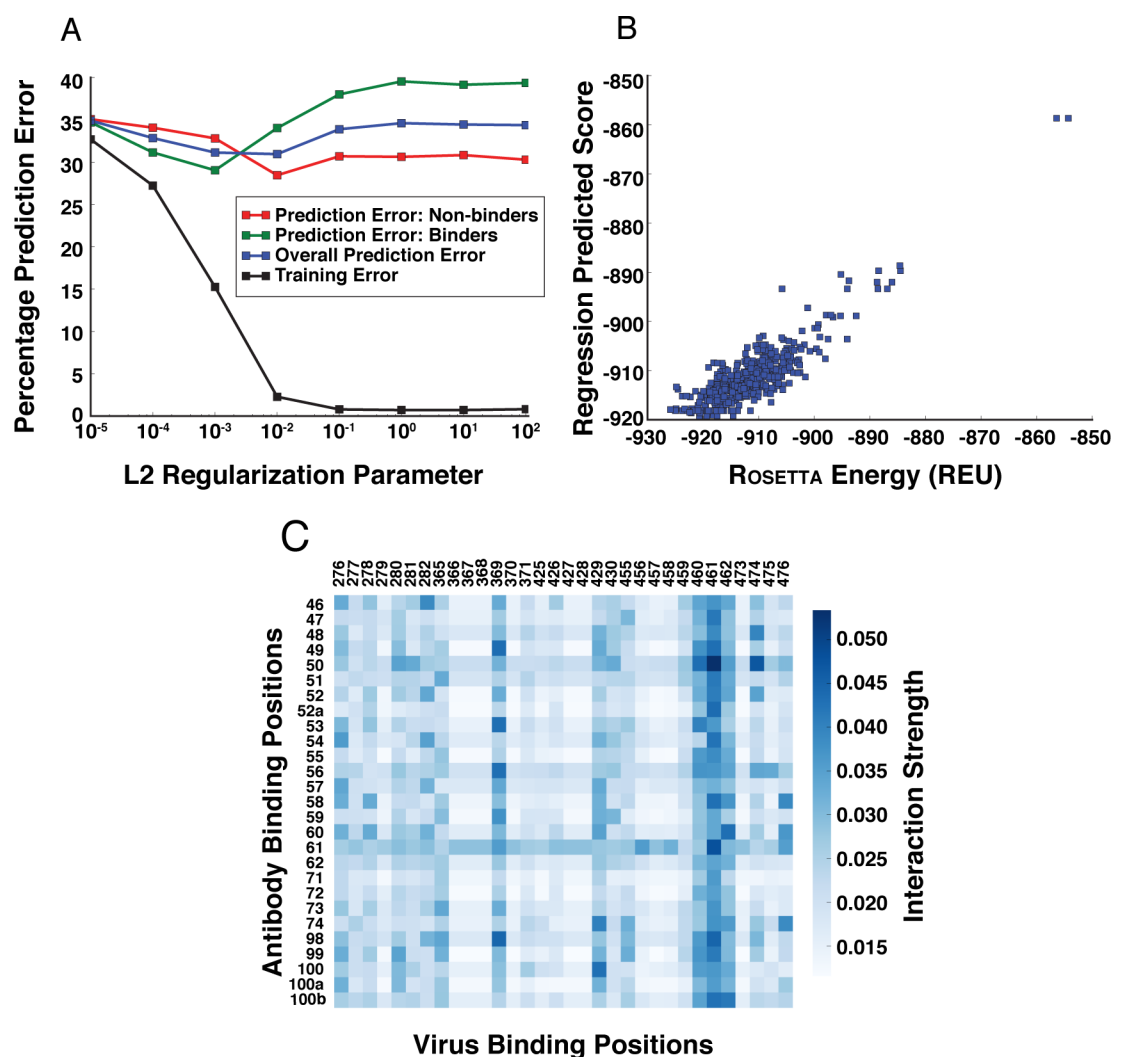 A
Percentage Prediction Error
40
35
30
25
20
15
10
5
0
10^-5 10^-4 10^-3 10^-2 10^-1 10^0 10^1 10^2
L2 Regularization Parameter
Prediction Error: Non-binders
Prediction Error: Binders
Overall Prediction Error
Training Error
B
Regression Predicted Score
-850
-860
-870
-880
-890
-900
-910
-920
-930 -920 -910 -900 -890 -880 -870 -860 -850
ROSETTA Energy (REU)
C
276 277 278 279 280 281 282 365 366 367 368 369 370 371 425 426 427 428 429 430 455 456 457 458 459 460 461 462 473 474 475 476
Antibody Binding Positions
46
47
48
49
50
51
52
52a
53
54
55
56
57
58
59
60
61
62
71
72
73
74
98
99
100
100a
100b
Virus Binding Positions
0.050
0.045
0.040
0.035
0.030
0.025
0.020
0.015
Interaction Strength